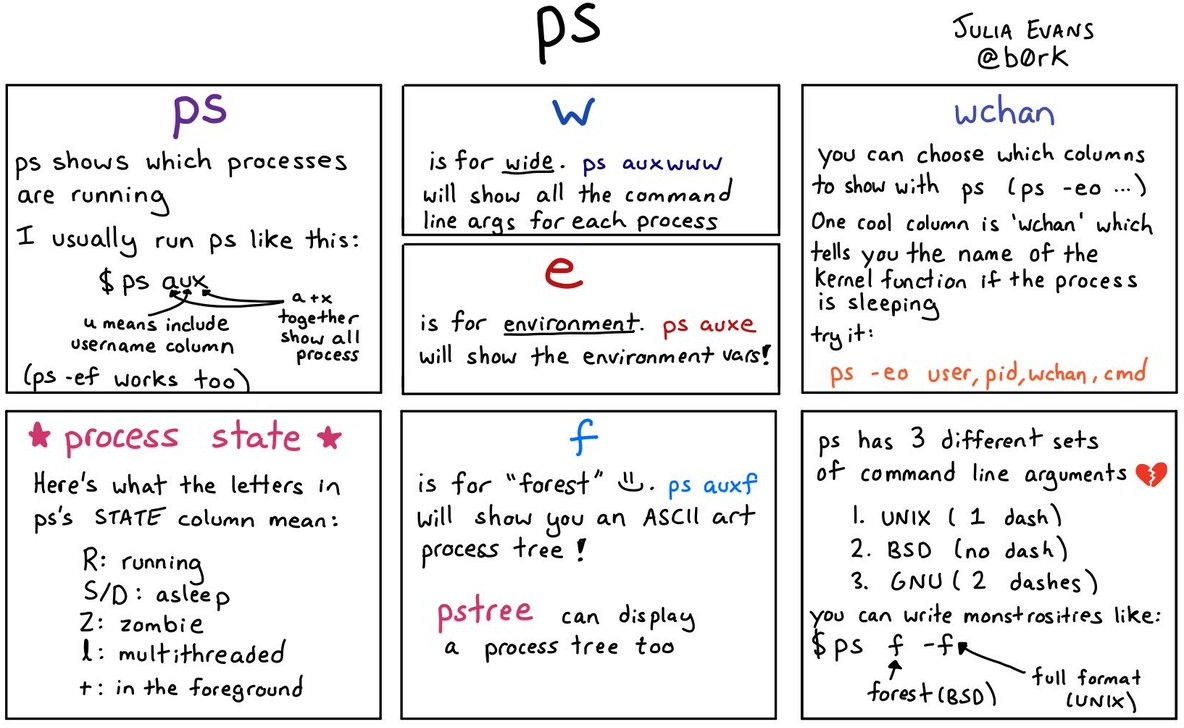 ps
JULIA EVANS
@b0rk
ps
ps shows which processes
are running
I usually run ps like this:
$ ps aux
u means include
username column
a+x
together
show all
process
(ps -ef works too)
w
is for wide. ps auxwww
will show all the command
line args for each process
e
is for environment. ps auxe
will show the environment vars!
wchan
you can choose which columns
to show with ps (ps -eo ...)
One cool column is 'wchan' which
tells you the name of the
kernel function if the process
is sleeping
try it:
ps -eo user,pid,wchan,cmd
★ process state ★
Here's what the letters in
ps's STATE column mean:
R: running
S/D: asleep
Z: zombie
l: multithreaded
+: in the foreground
f
is for "forest" . ps auxf
will show you an ASCII art
process tree!
pstree can display
a process tree too
ps has 3 different sets
of command line arguments 💔
1. UNIX (1 dash)
2. BSD (no dash)
3. GNU (2 dashes)
you can write monstrositres like:
$ ps f -f
forest (BSD)
full format
(UNIX)